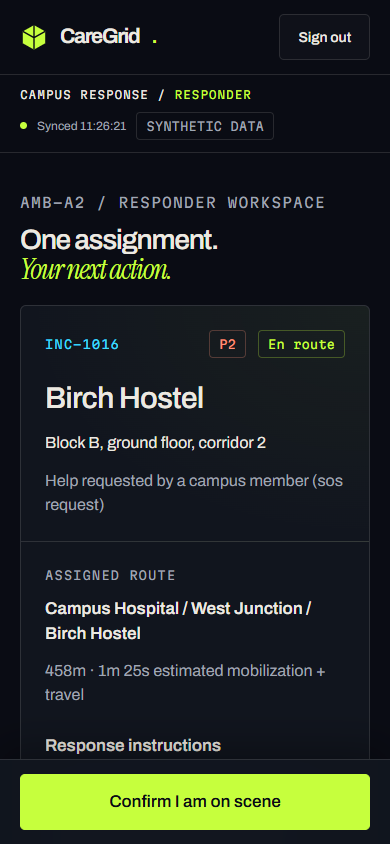 CareGrid .
Sign out
CAMPUS RESPONSE / RESPONDER
Synced 11:26:21
SYNTHETIC DATA
AMB-A2 / RESPONDER WORKSPACE
One assignment.
Your next action.
INC-1016
P2
En route
Birch Hostel
Block B, ground floor, corridor 2
Help requested by a campus member (sos
request)
ASSIGNED ROUTE
Campus Hospital / West Junction /
Birch Hostel
458m · 1m 25s estimated mobilization +
travel
Response instructions
Confirm I am on scene